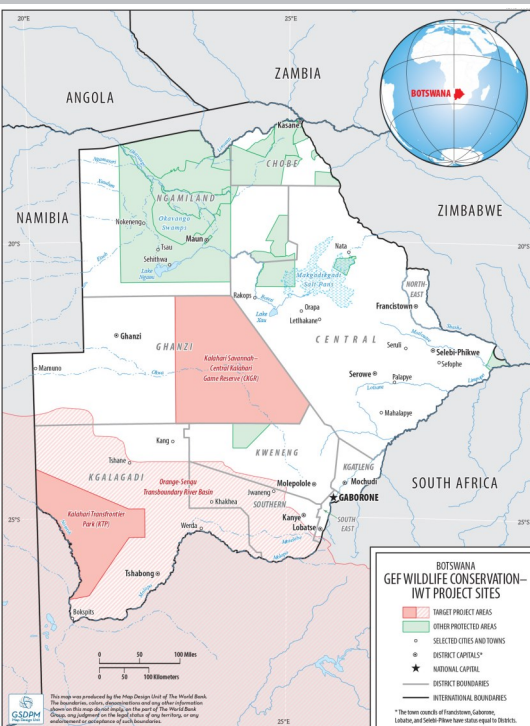 20°E
25°E
ANGOLA
ZAMBIA
BOTSWANA
Kasane
CHOBE
NGAMILAND
NAMIBIA
ZIMBABWE
Nokeneng
Okavango
Swamps
20°S
20°S
Tsau
Maun
Sehithwa
Lake
Ngami
Nata
Makgadikgadi
Salt Pans
NORTH-
EAST
Rakops
Orapa
Letlhakane
Lake
Xau
Francistown
CENTRAL
Ghanzi
GHANZI
Kalahari Savannah–
Central Kalahari
Game Reserve (CKGR)
Serule
Selebi-Phikwe
Sefophe
Mamuno
Serowe
Palapye
Mahalapye
Kang
KWENENG
Tshane
KGALAGADI
Orange-Senqu
Transboundary River Basin
KGATLENG
Molepolole
Mochudi
SOUTH AFRICA
Jwaneng
GABORONE
Khakhea
SOUTHERN
Kanye
SOUTH
EAST
Lobatse
25°S
25°S
Kalahari Transfrontier
Park (KTP)
Werda
Tshabong
Bokspits
BOTSWANA
GEF WILDLIFE CONSERVATION–
IWT PROJECT SITES
TARGET PROJECT AREAS
OTHER PROTECTED AREAS
SELECTED CITIES AND TOWNS
DISTRICT CAPITALS*
NATIONAL CAPITAL
DISTRICT BOUNDARIES
INTERNATIONAL BOUNDARIES
* The town councils of Francistown, Gaborone,
Lobatse, and Selebi-Pikwe have status equal to Districts.
0 50 100 Miles
0 50 100 Kilometers
GSDPM
Map Design Unit
This map was produced by the Map Design Unit of The World Bank.
The boundaries, colors, denominations and any other information
shown on this map do not imply, on the part of The World Bank
Group, any judgment on the legal status of any territory, or any
endorsement or acceptance of such boundaries.
25°E